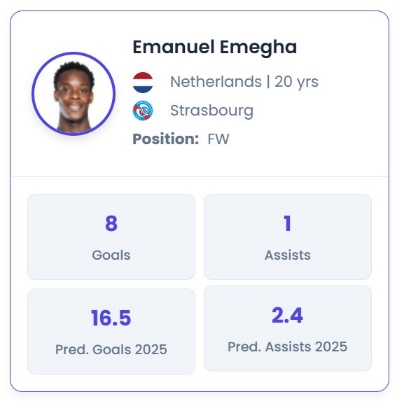 Emanuel Emegha
Netherlands | 20 yrs
Strasbourg
Position: FW
8
Goals
1
Assists
16.5
Pred. Goals 2025
2.4
Pred. Assists 2025